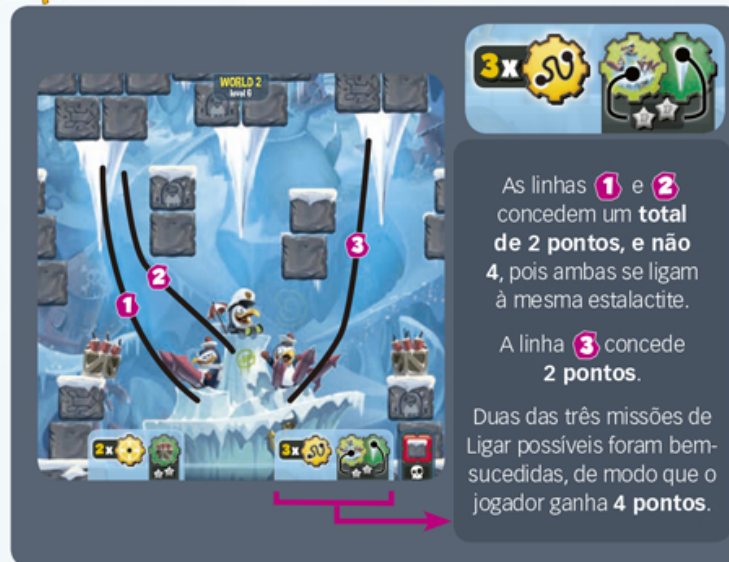 WORLD 2
level 6
3x
1
2
3
2x
3x
As linhas 1 e 2
concedem um total
de 2 pontos, e não
4, pois ambas se ligam
à mesma estalactite.
A linha 3 concede
2 pontos.
Duas das três missões de
Ligar possíveis foram bem-
sucedidas, de modo que o
jogador ganha 4 pontos.